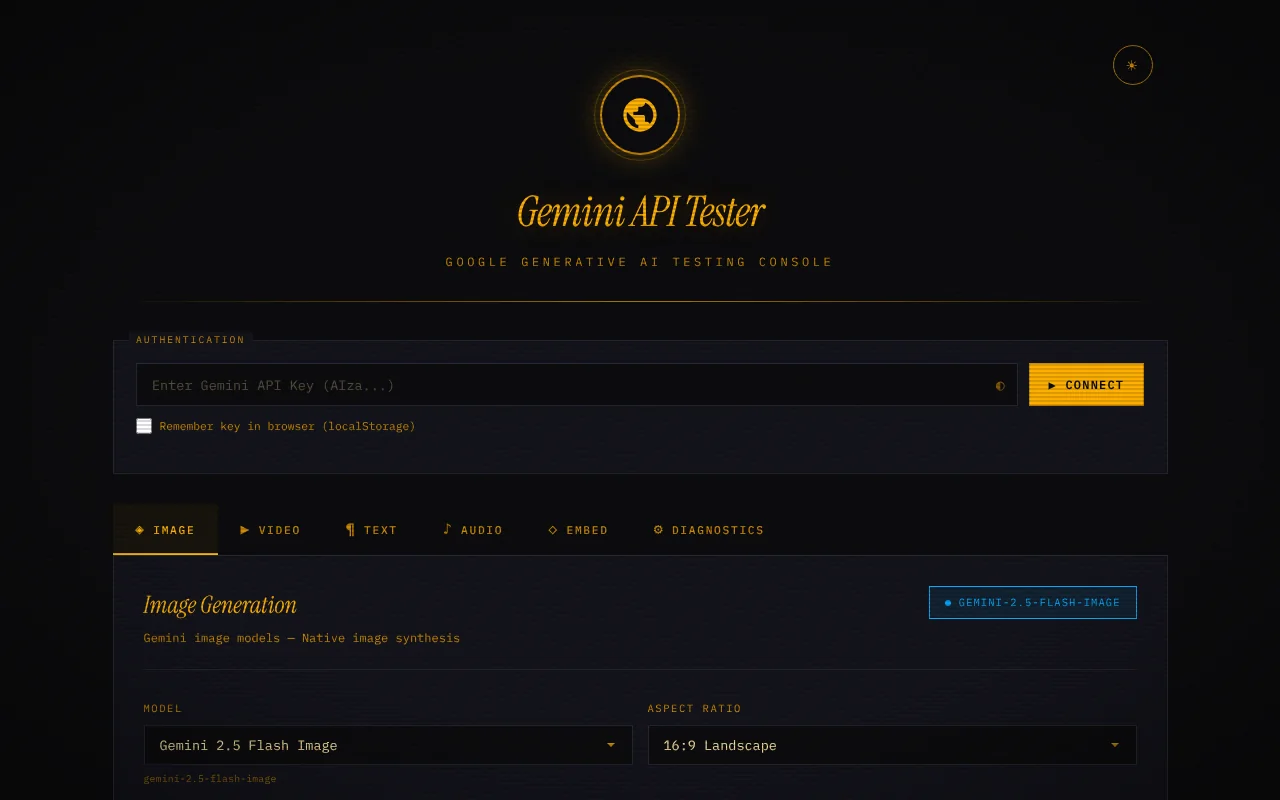 Gemini API Tester
GOOGLE GENERATIVE AI TESTING CONSOLE
AUTHENTICATION
Enter Gemini API Key (AIza...)
▶ CONNECT
Remember key in browser (localStorage)
◈ IMAGE ▶ VIDEO ¶ TEXT ♪ AUDIO ◇ EMBED ⚙ DIAGNOSTICS
Image Generation
● GEMINI-2.5-FLASH-IMAGE
Gemini image models — Native image synthesis
MODEL ASPECT RATIO
Gemini 2.5 Flash Image 16:9 Landscape
gemini-2.5-flash-image